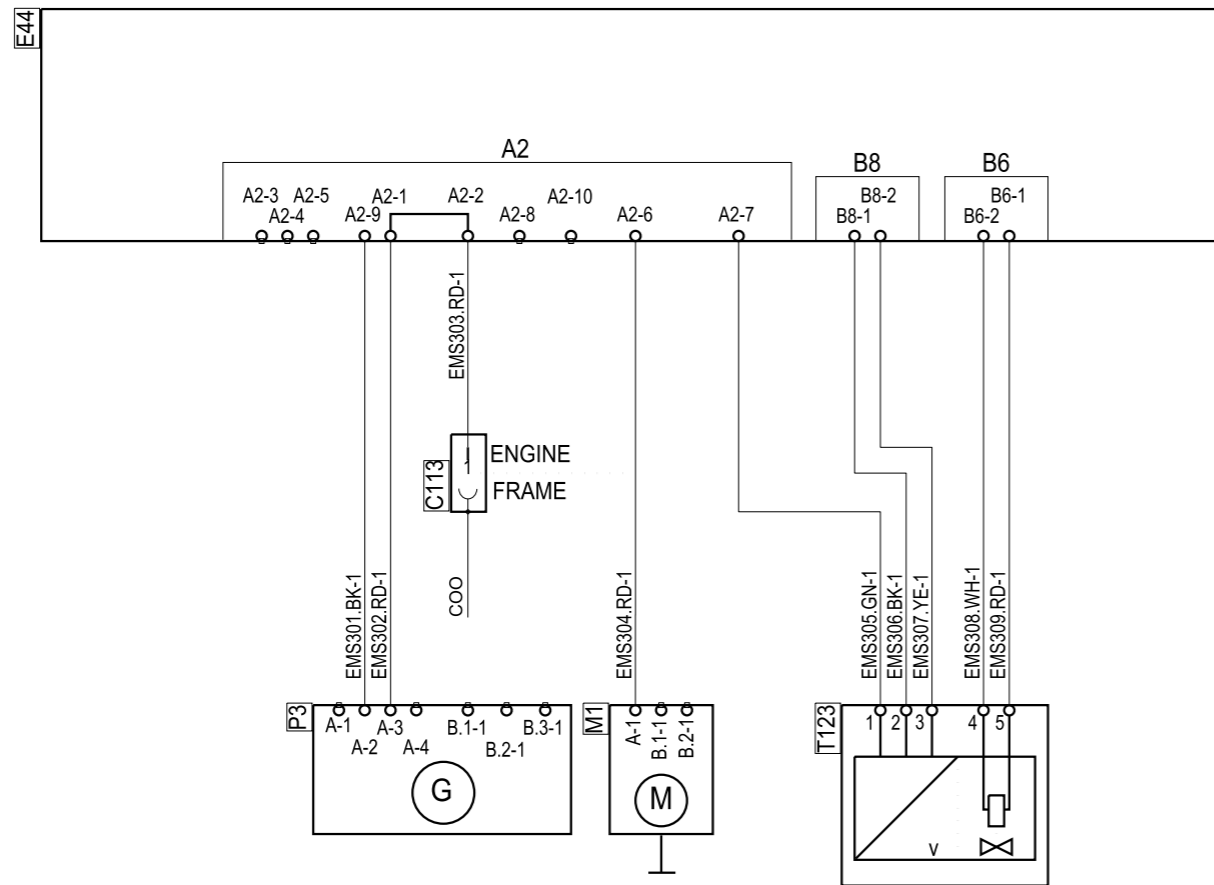 E44
A2
B8
B6
A2-3
A2-5
A2-1
A2-2
A2-10
B8-2
B6-1
A2-4
A2-9
A2-8
A2-6
A2-7
B8-1
B6-2
EMS303.RD-1
ENGINE
C113
FRAME
COO
EMS301.BK-1
EMS302.RD-1
EMS304.RD-1
EMS305.GN-1
EMS306.BK-1
EMS307.YE-1
EMS308.WH-1
EMS309.RD-1
P3
A-1
A-3
B.1-1
B.3-1
A-2
A-4
B.2-1
G
M1
A-1
B.1-1
B.2-1
M
T123
1
2
3
4
5
V